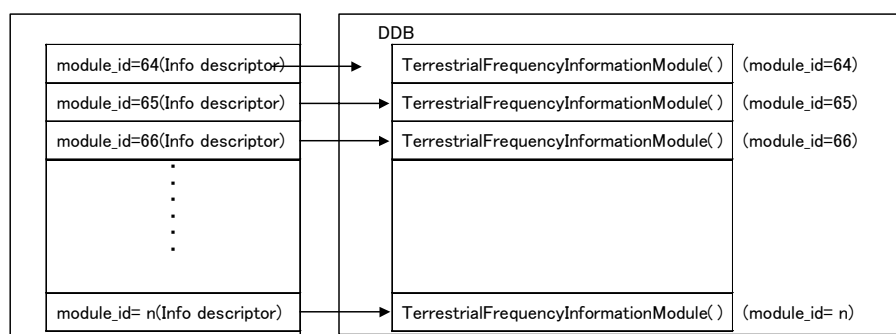 DDB
module_id=64(Info descriptor) TerrestrialFrequencyInformationModule( ) (module_id=64)
module_id=65(Info descriptor) TerrestrialFrequencyInformationModule( ) (module_id=65)
module_id=66(Info descriptor) TerrestrialFrequencyInformationModule( ) (module_id=66)
module_id= n(Info descriptor) TerrestrialFrequencyInformationModule( ) (module_id= n)